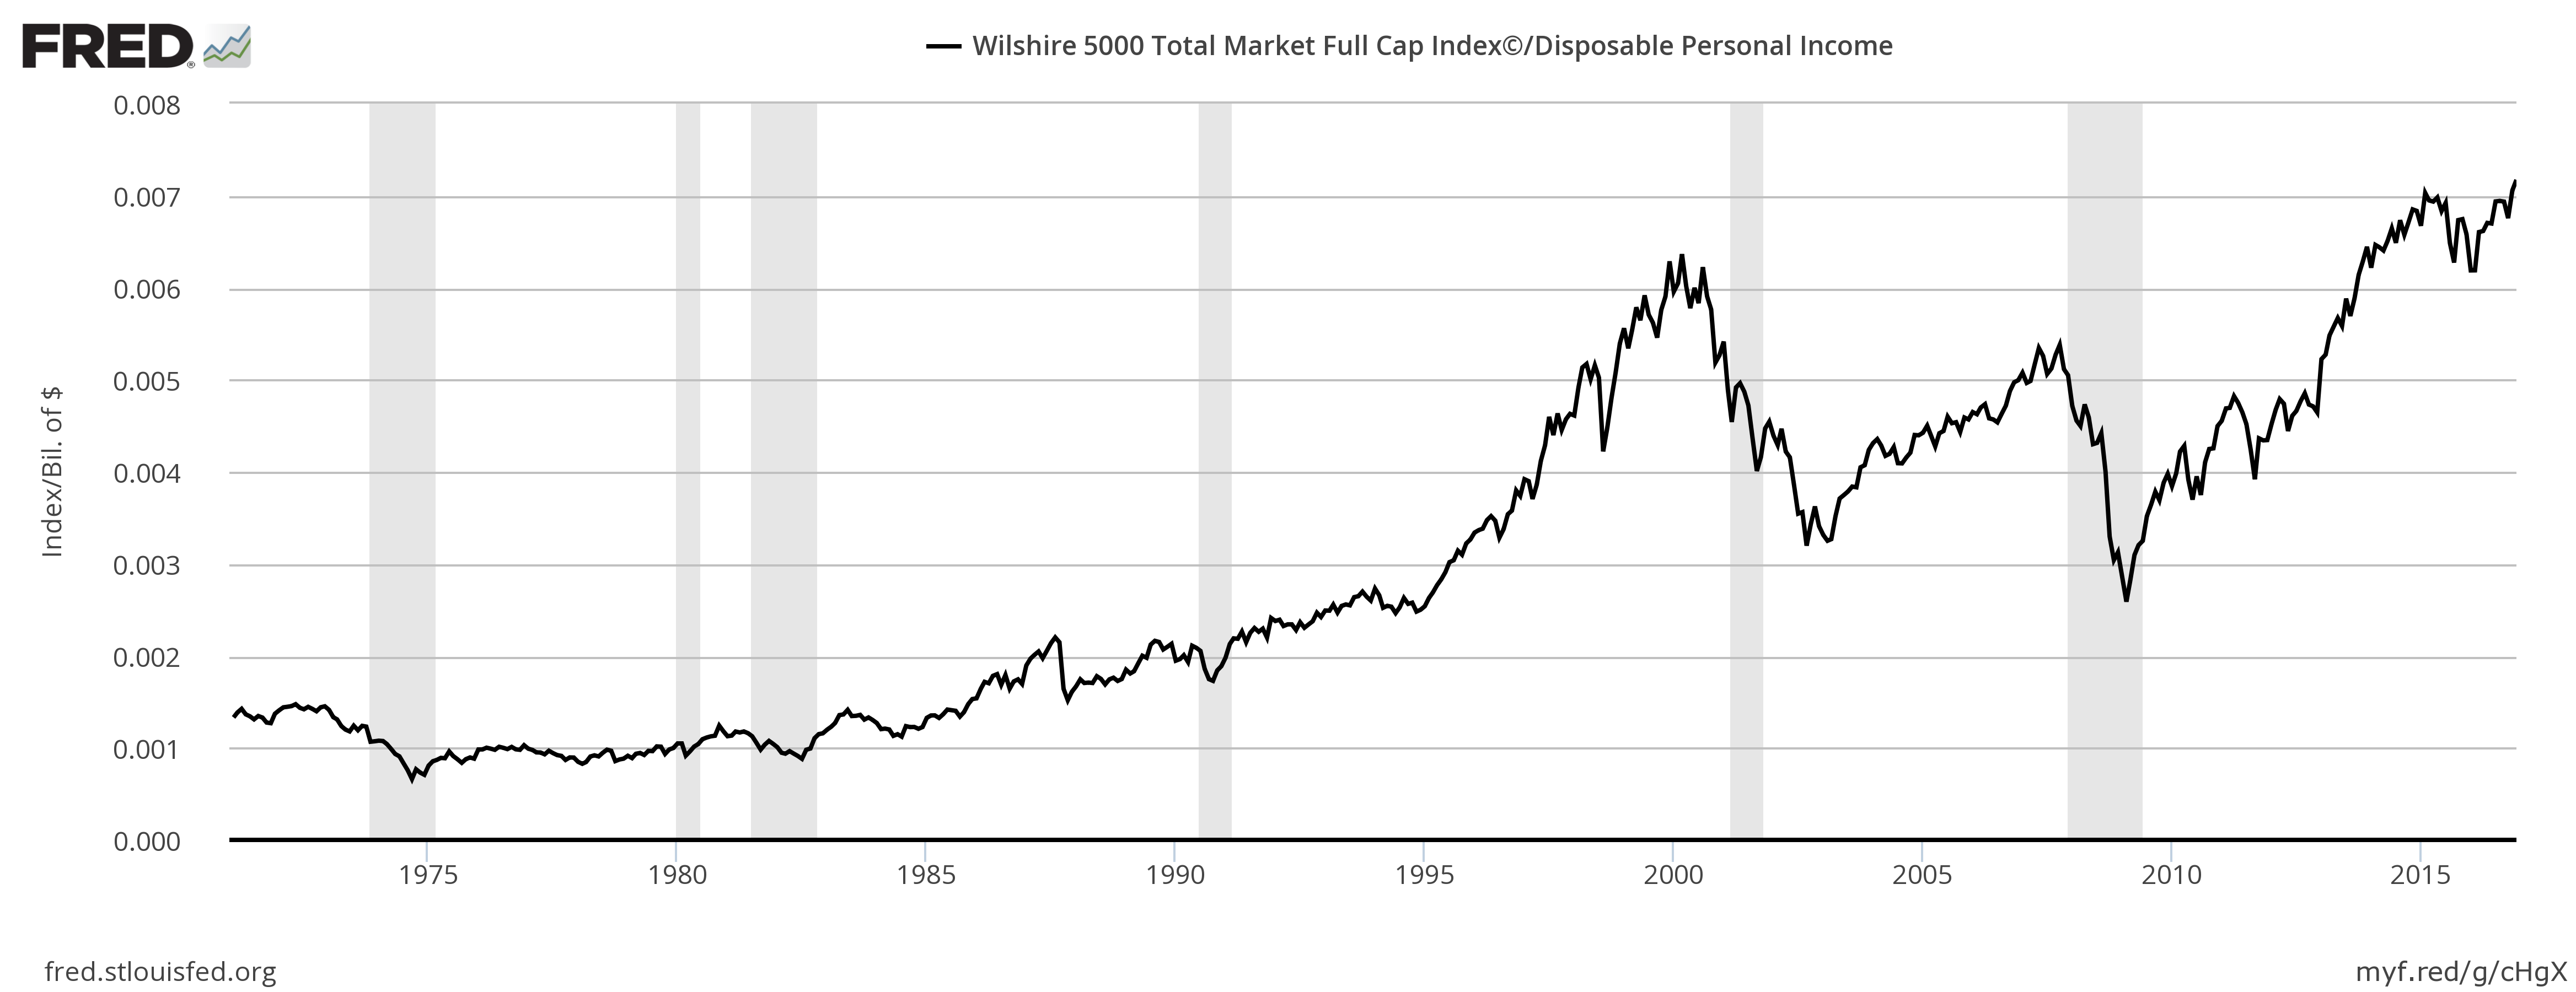 FRED®
Wilshire 5000 Total Market Full Cap Index©/Disposable Personal Income
Index/Bil. of $
0.008
0.007
0.006
0.005
0.004
0.003
0.002
0.001
0.000
1975 1980 1985 1990 1995 2000 2005 2010 2015
fred.stlouisfed.org
myf.red/g/cHgX